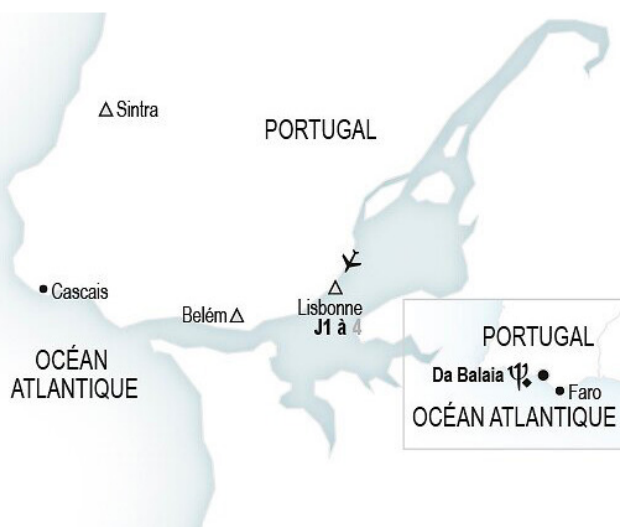 Sintra
PORTUGAL
Cascais
Belém
Lisbonne
J1 à 4
OCÉAN
ATLANTIQUE
PORTUGAL
Da Balaia
Faro
OCÉAN ATLANTIQUE